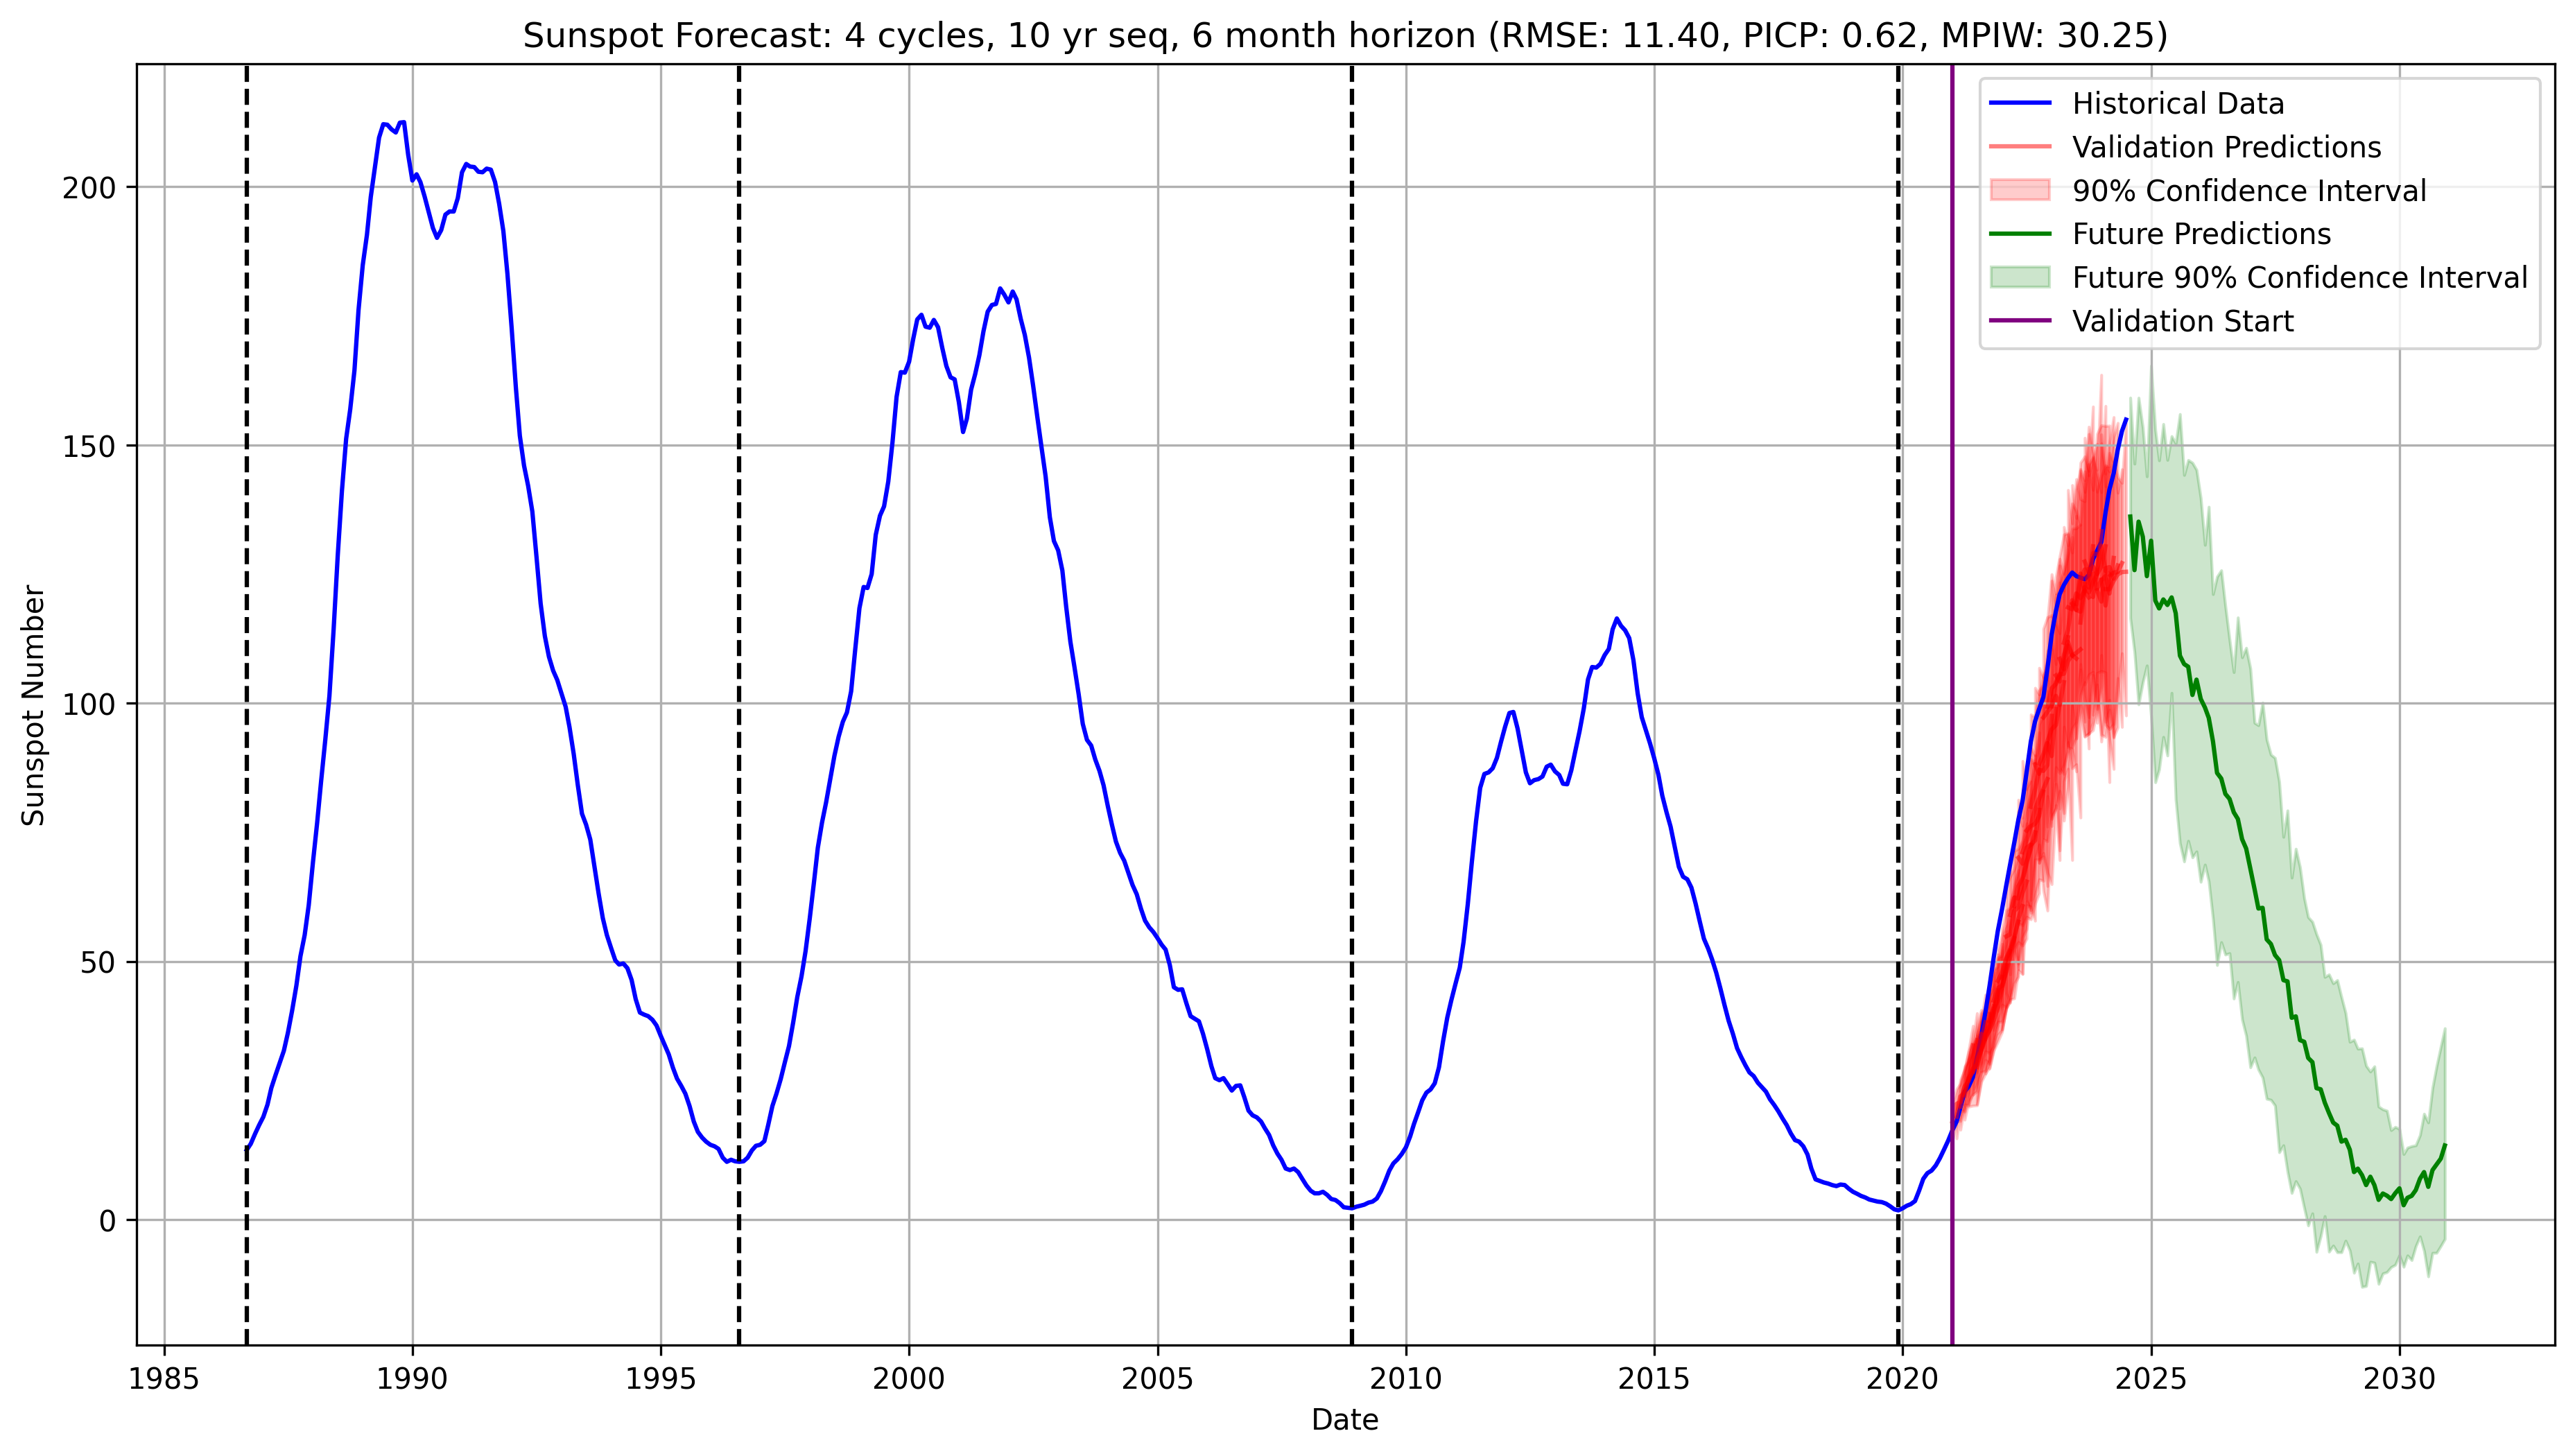 Sunspot Forecast: 4 cycles, 10 yr seq, 6 month horizon (RMSE: 11.40, PICP: 0.62, MPIW: 30.25)
Historical Data
Validation Predictions
90% Confidence Interval
Future Predictions
Future 90% Confidence Interval
Validation Start
Sunspot Number
200
150
100
50
0
1985 1990 1995 2000 2005 2010 2015 2020 2025 2030
Date